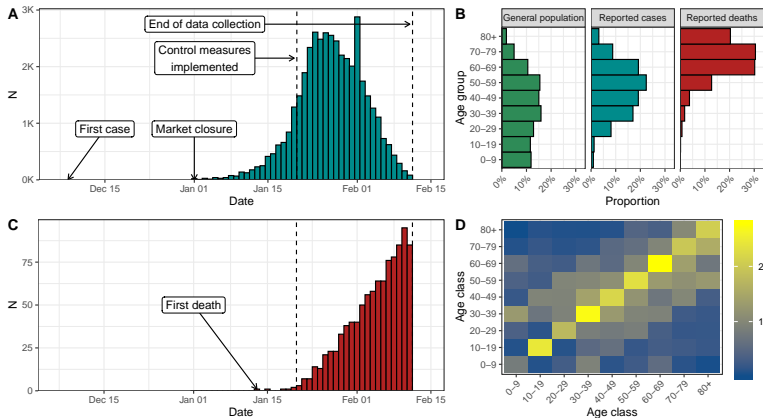 A
3K
2K
1K
0K
N
End of data collection
Control measures
implemented
First case
Market closure
Dec 15
Jan 01
Jan 15
Feb 01
Feb 15
Date
B
General population
Reported cases
Reported deaths
Age group
80+
70–79
60–69
50–59
40–49
30–39
20–29
10–19
0–9
0%
10%
20%
30%
0%
10%
20%
30%
0%
10%
20%
30%
Proportion
C
75
50
25
0
N
First death
Dec 15
Jan 01
Jan 15
Feb 01
Feb 15
Date
D
Age class
80+
70–79
60–69
50–59
40–49
30–39
20–29
10–19
0–9
0–9
10–19
20–29
30–39
40–49
50–59
60–69
70–79
80+
Age class
2
1